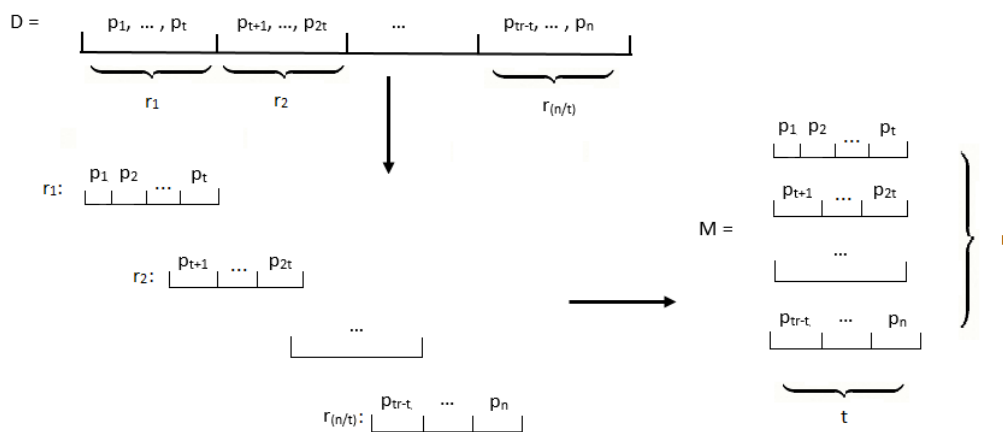 D = p₁, ... , pₜ pₜ₊₁, ..., p₂ₜ ... pₜᵣ₋ₜ, ... , pₙ
r₁ r₂ r₍ₙ/ₜ₎
r₁: p₁ p₂ ... pₜ
r₂: pₜ₊₁ ... p₂ₜ
...
r₍ₙ/ₜ₎: pₜᵣ₋ₜ, ... pₙ
M =
p₁ p₂ ... pₜ
pₜ₊₁ ... p₂ₜ
...
pₜᵣ₋ₜ, ... pₙ
t